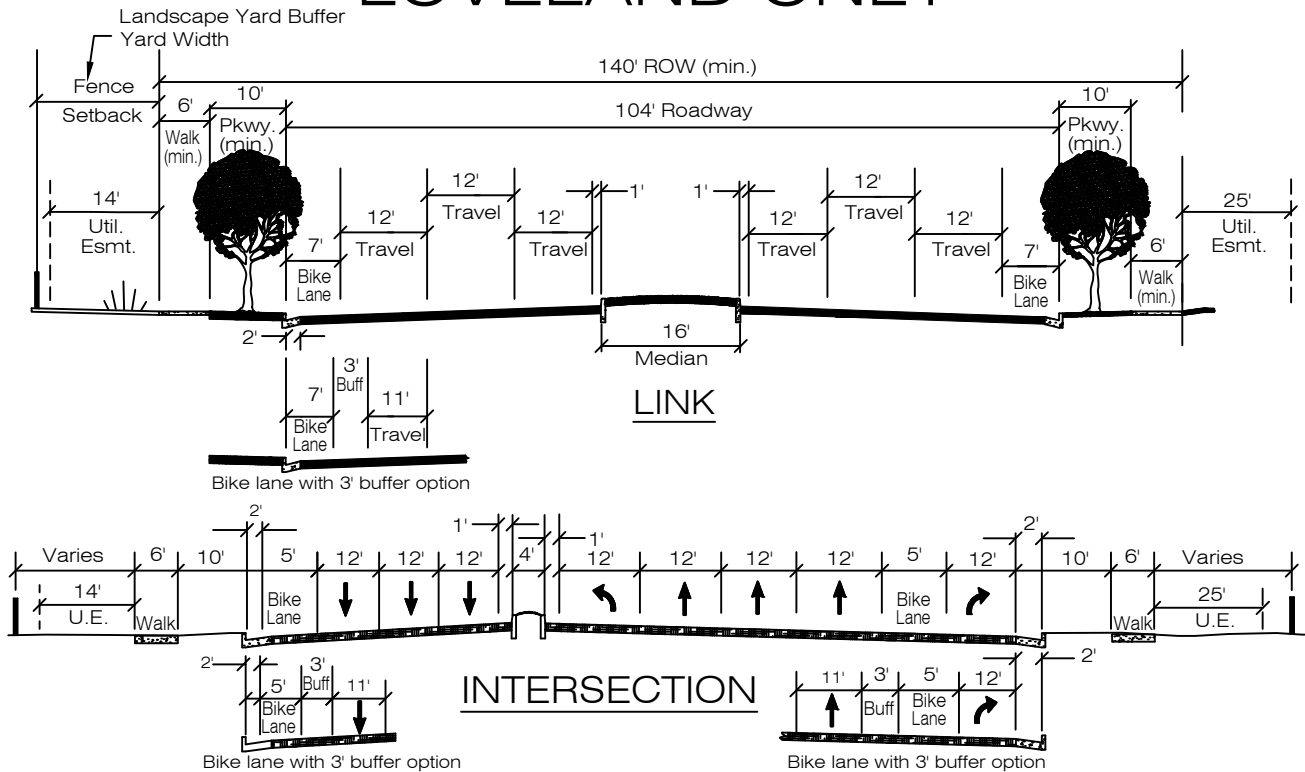 LOVELAND ONLY
Landscape Yard Buffer
Yard Width
140' ROW (min.)
Fence
Setback
6'
10'
104' Roadway
10'
Walk
(min.)
Pkwy.
(min.)
Pkwy.
(min.)
12'
1'
1'
12'
14'
12'
Travel
12'
12'
Travel
12'
25'
Util.
Esmt.
7'
Travel
Travel
Travel
Travel
7'
6'
Util.
Esmt.
Bike
Lane
Bike
Lane
Walk
(min.)
2'
16'
Median
3'
Buff
7'
11'
LINK
Bike
Lane
Travel
Bike lane with 3' buffer option
2'
1'
1'
2'
Varies
6'
10'
5'
12'
12'
12'
4'
12'
12'
12'
12'
5'
12'
10'
6'
Varies
14'
U.E.
Walk
Bike
Lane
Bike
Lane
Walk
25'
U.E.
2'
5'
3'
Buff
11'
INTERSECTION
11'
3'
5'
12'
2'
Bike
Lane
Buff
Bike
Lane
Bike lane with 3' buffer option
Bike lane with 3' buffer option